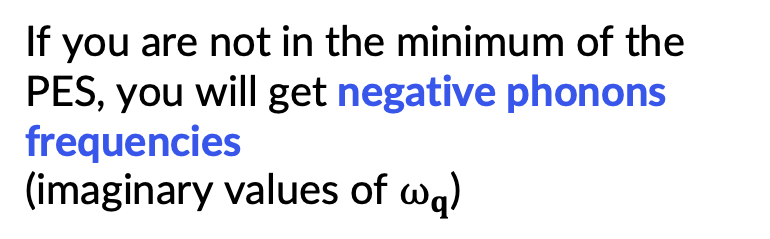 If you are not in the minimum of the
PES, you will get negative phonons
frequencies
(imaginary values of ω𝐪)